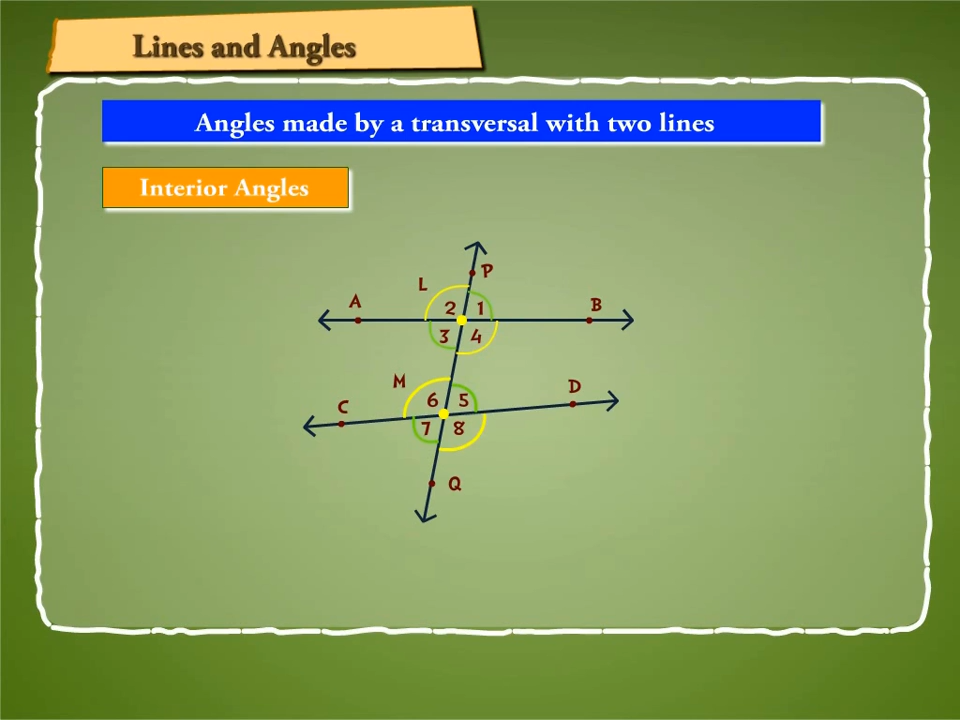 Lines and Angles
Angles made by a transversal with two lines
Interior Angles
P
L
A
2 1
B
3 4
M
D
6 5
C
7 8
Q